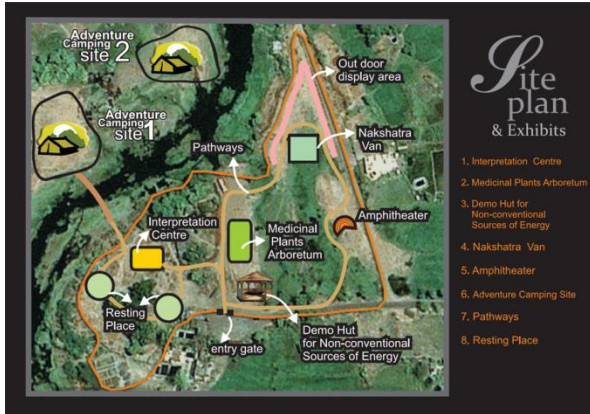 Adventure
Camping
site 2
Adventure
Camping
site 1
Out door
display area
Nakshatra
Van
Pathways
Amphitheater
Interpretation
Centre
Medicinal
Plants
Arboretum
Resting
Place
entry gate
Demo Hut
for Non-conventional
Sources of Energy
Site
plan
& Exhibits
1. Interpretation Centre
2. Medicinal Plants Arboretum
3. Demo Hut for
Non-conventional
Sources of Energy
4. Nakshatra Van
5. Amphitheater
6. Adventure Camping Site
7. Pathways
8. Resting Place